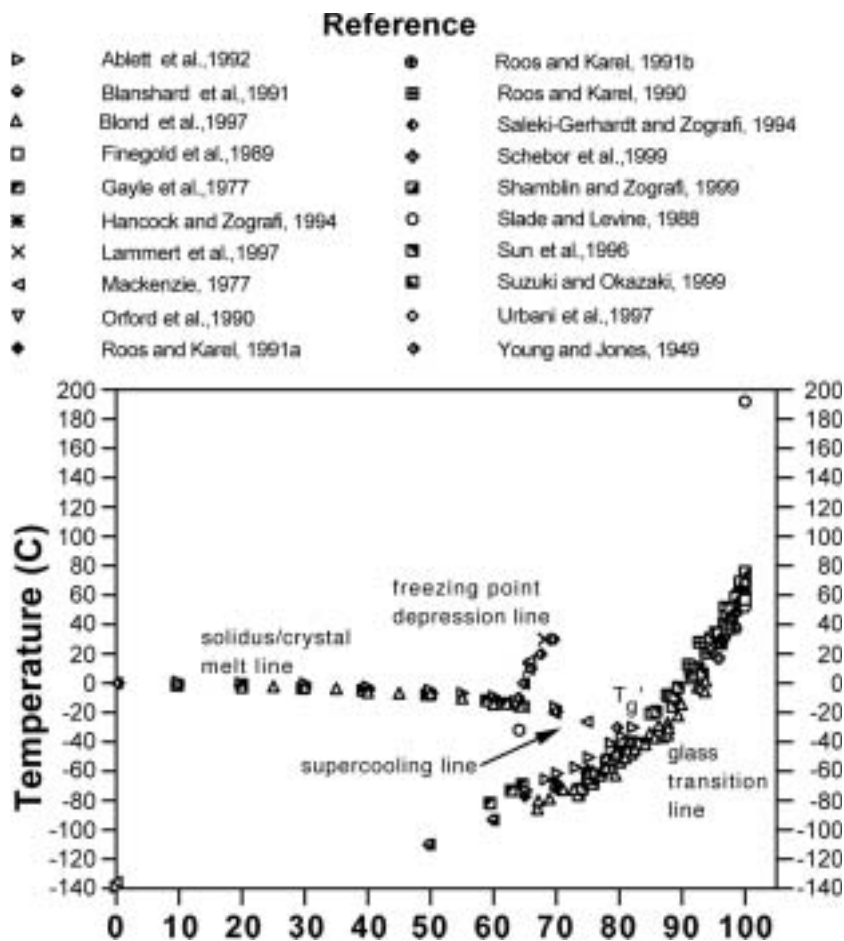 Reference
Ablett et al.,1992
Blanshard et al.,1991
Blond et al.,1997
Finegold et al.,1989
Gayle et al.,1977
Hancock and Zografi, 1994
Lammert et al.,1997
Mackenzie, 1977
Orford et al.,1990
Roos and Karel, 1991a
Roos and Karel, 1991b
Roos and Karel, 1990
Saleki-Gerhardt and Zografi, 1994
Schebor et al.,1999
Shamblin and Zografi, 1999
Slade and Levine, 1988
Sun et al.,1996
Suzuki and Okazaki, 1999
Urbani et al.,1997
Young and Jones, 1949
Temperature (C)
200
180
160
140
120
100
80
60
40
20
0
-20
-40
-60
-80
-100
-120
-140
freezing point
depression line
solidus/crystal
melt line
Tg'
supercooling line
glass
transition
line
200
180
160
140
120
100
80
60
40
20
0
-20
-40
-60
-80
-100
-120
-140
0 10 20 30 40 50 60 70 80 90 100